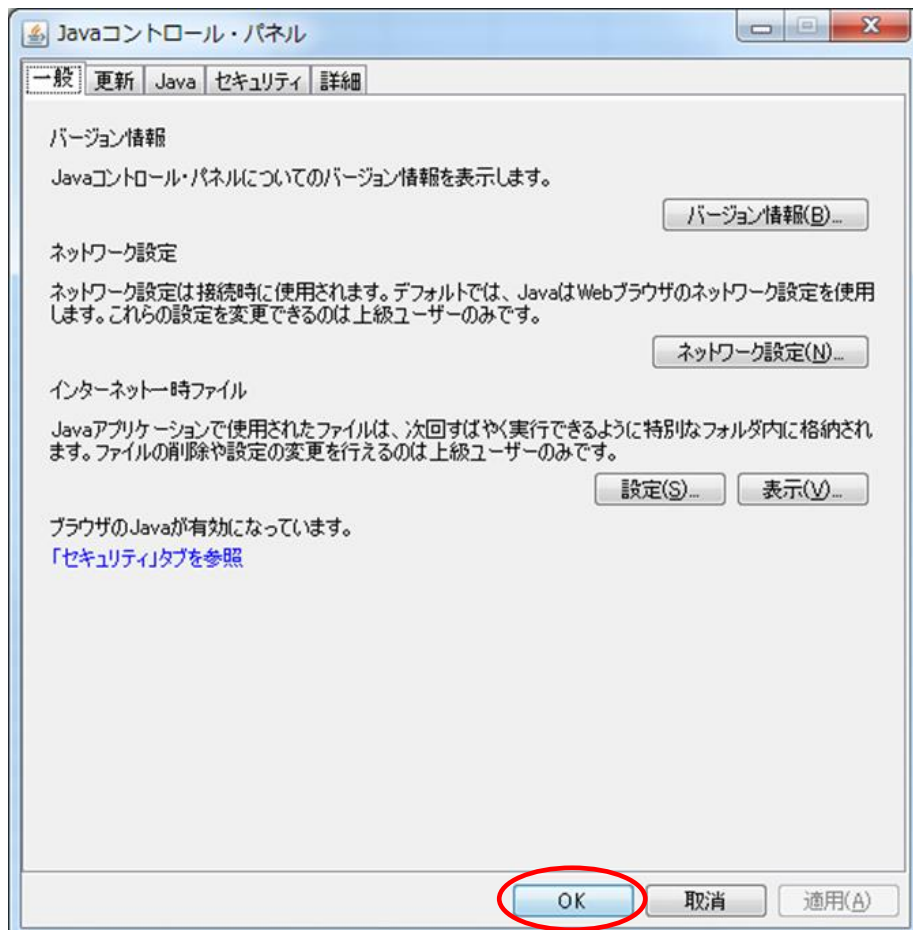 Javaコントロール・パネル
一般 更新 Java セキュリティ 詳細
バージョン情報
Javaコントロール・パネルについてのバージョン情報を表示します。
バージョン情報(B)...
ネットワーク設定
ネットワーク設定は接続時に使用されます。デフォルトでは、JavaはWebブラウザのネットワーク設定を使用
します。これらの設定を変更できるのは上級ユーザーのみです。
ネットワーク設定(N)...
インターネット一時ファイル
Javaアプリケーションで使用されたファイルは、次回すばやく実行できるように特別なフォルダ内に格納され
ます。ファイルの削除や設定の変更を行えるのは上級ユーザーのみです。
設定(S)... 表示(V)...
ブラウザのJavaが有効になっています。
「セキュリティ」タブを参照
OK 取消 適用(A)